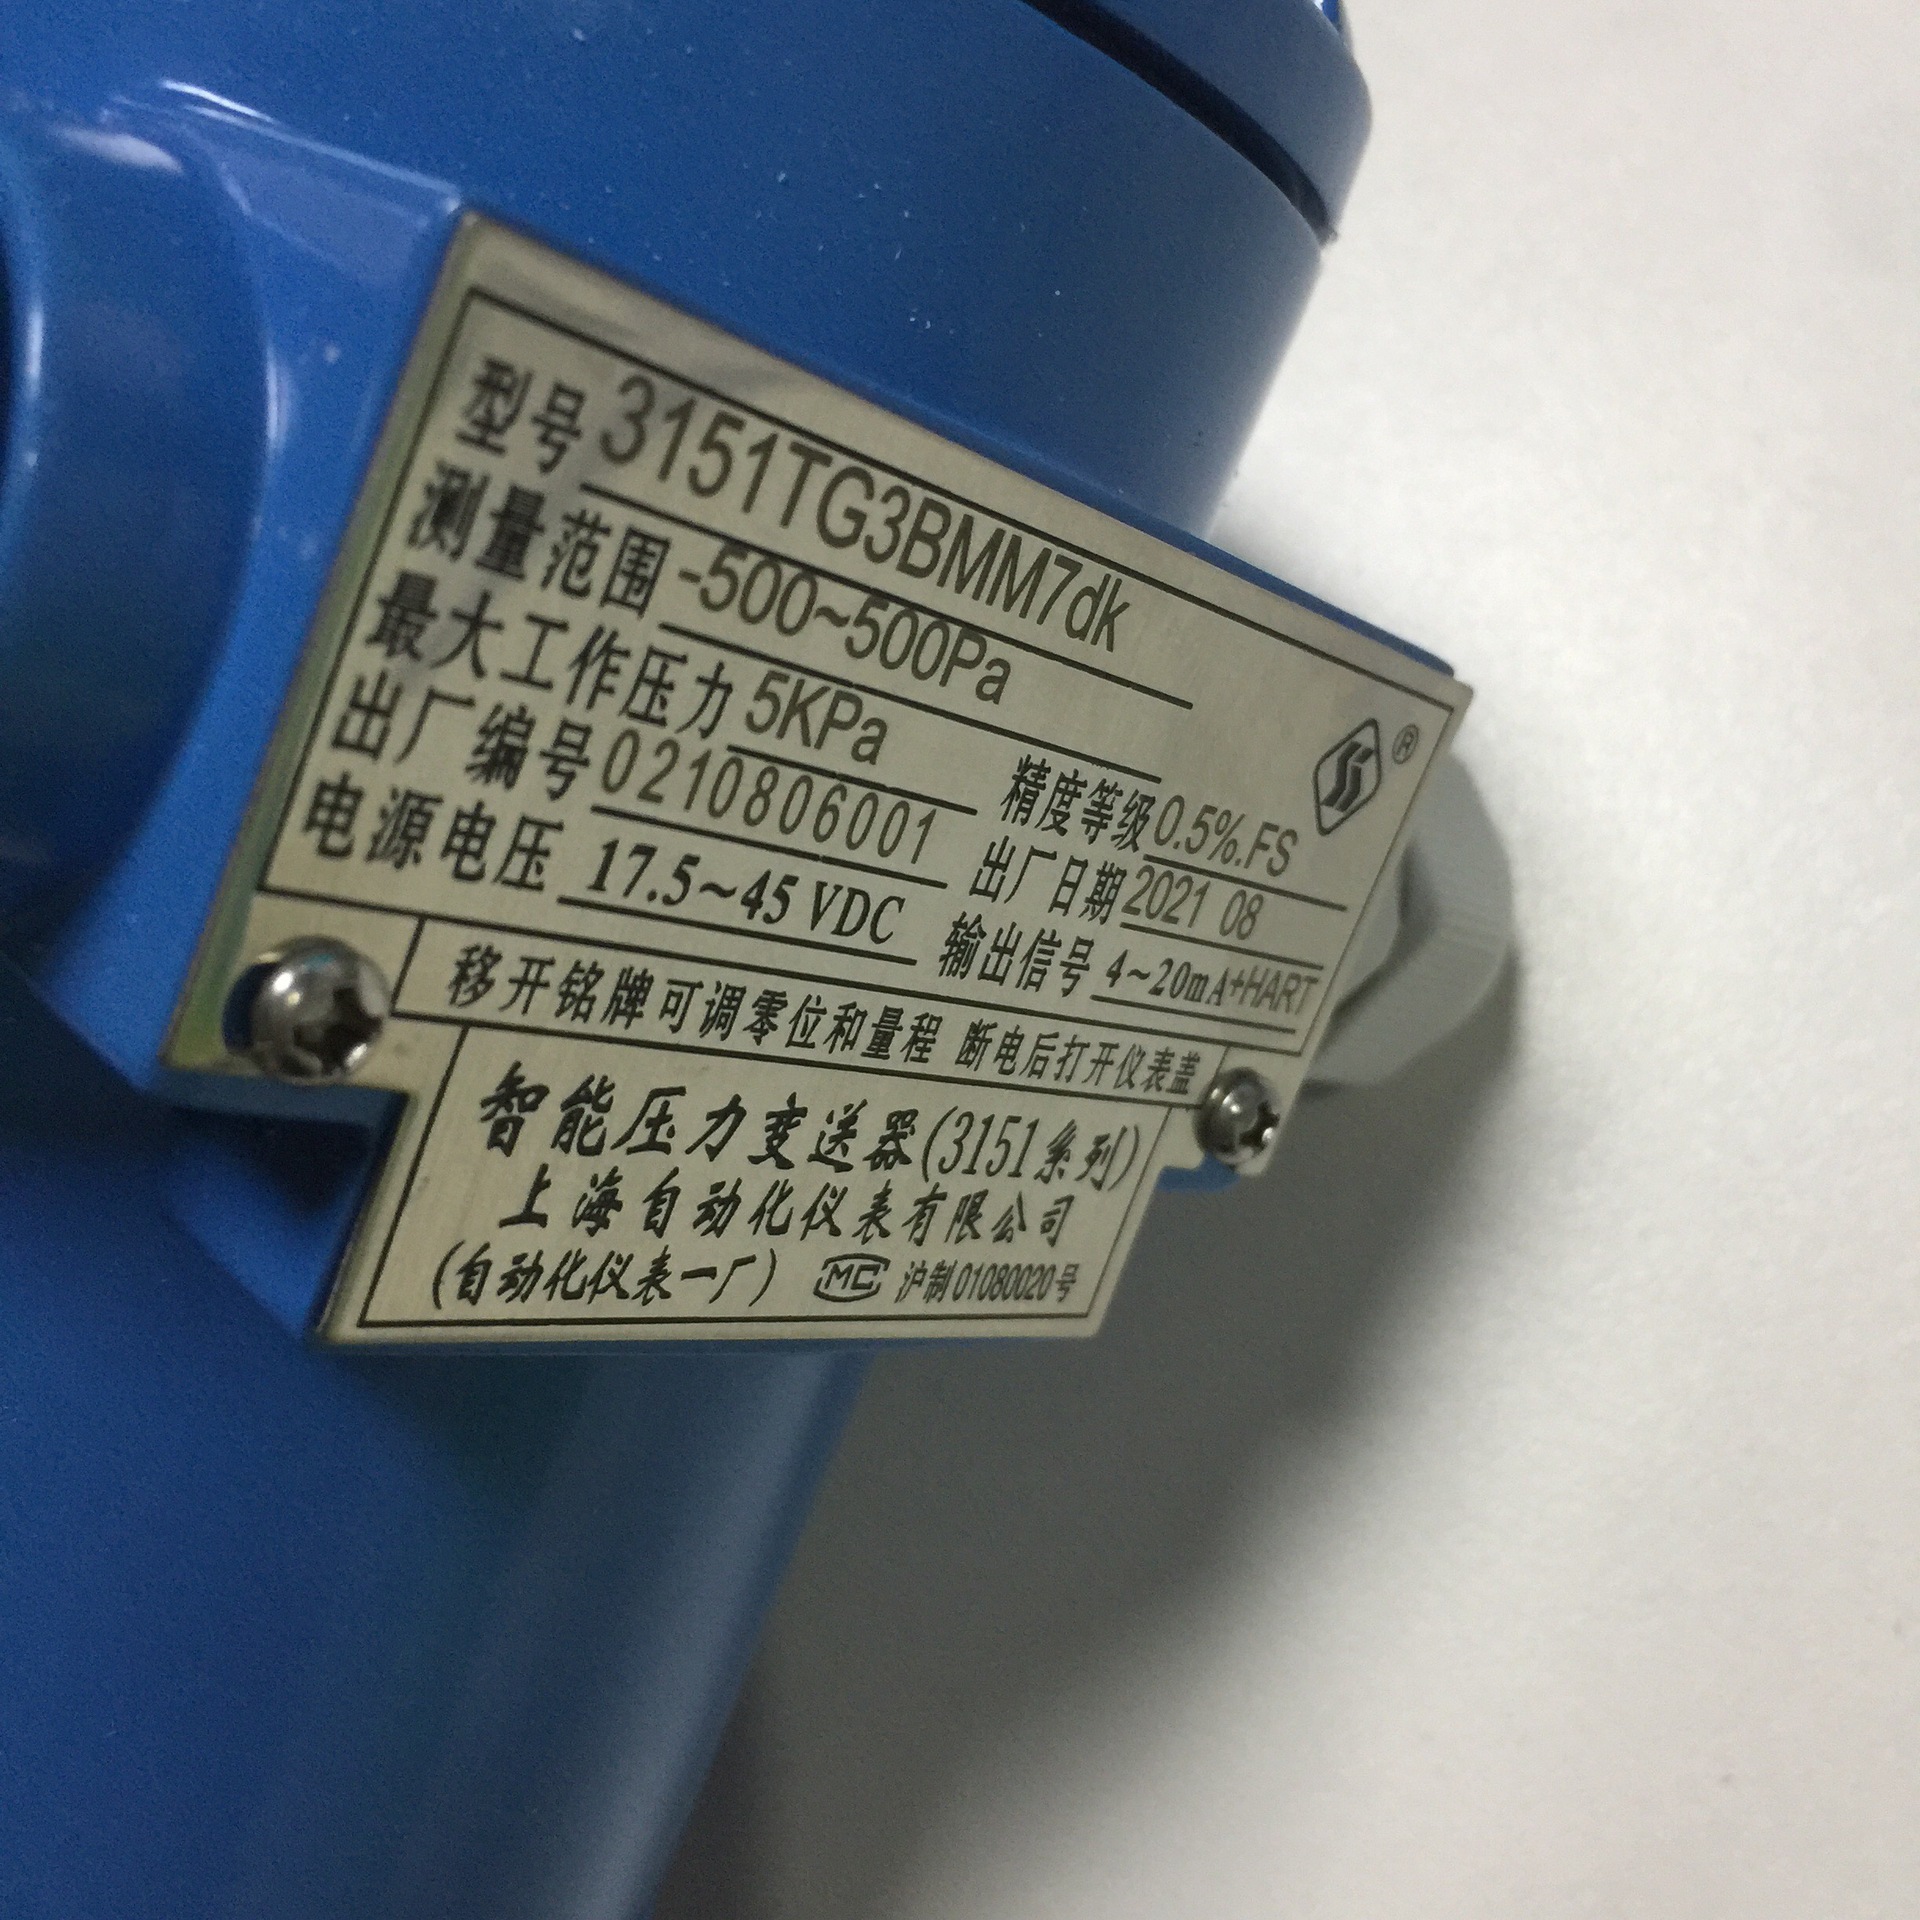 型号 3151TG3BMM7dk
测量范围 -500~500Pa
最大工作压力 5KPa 精度等级 0.5%.FS
出厂编号 0210806001 出厂日期 2021 08
电源电压 17.5~45 VDC 输出信号 4~20mA+HART
®
移开铭牌可调零位和量程 断电后打开仪表盖
智能压力变送器(3151系列)
上海自动化仪表有限公司
(自动化仪表一厂) MC 沪制01080020号